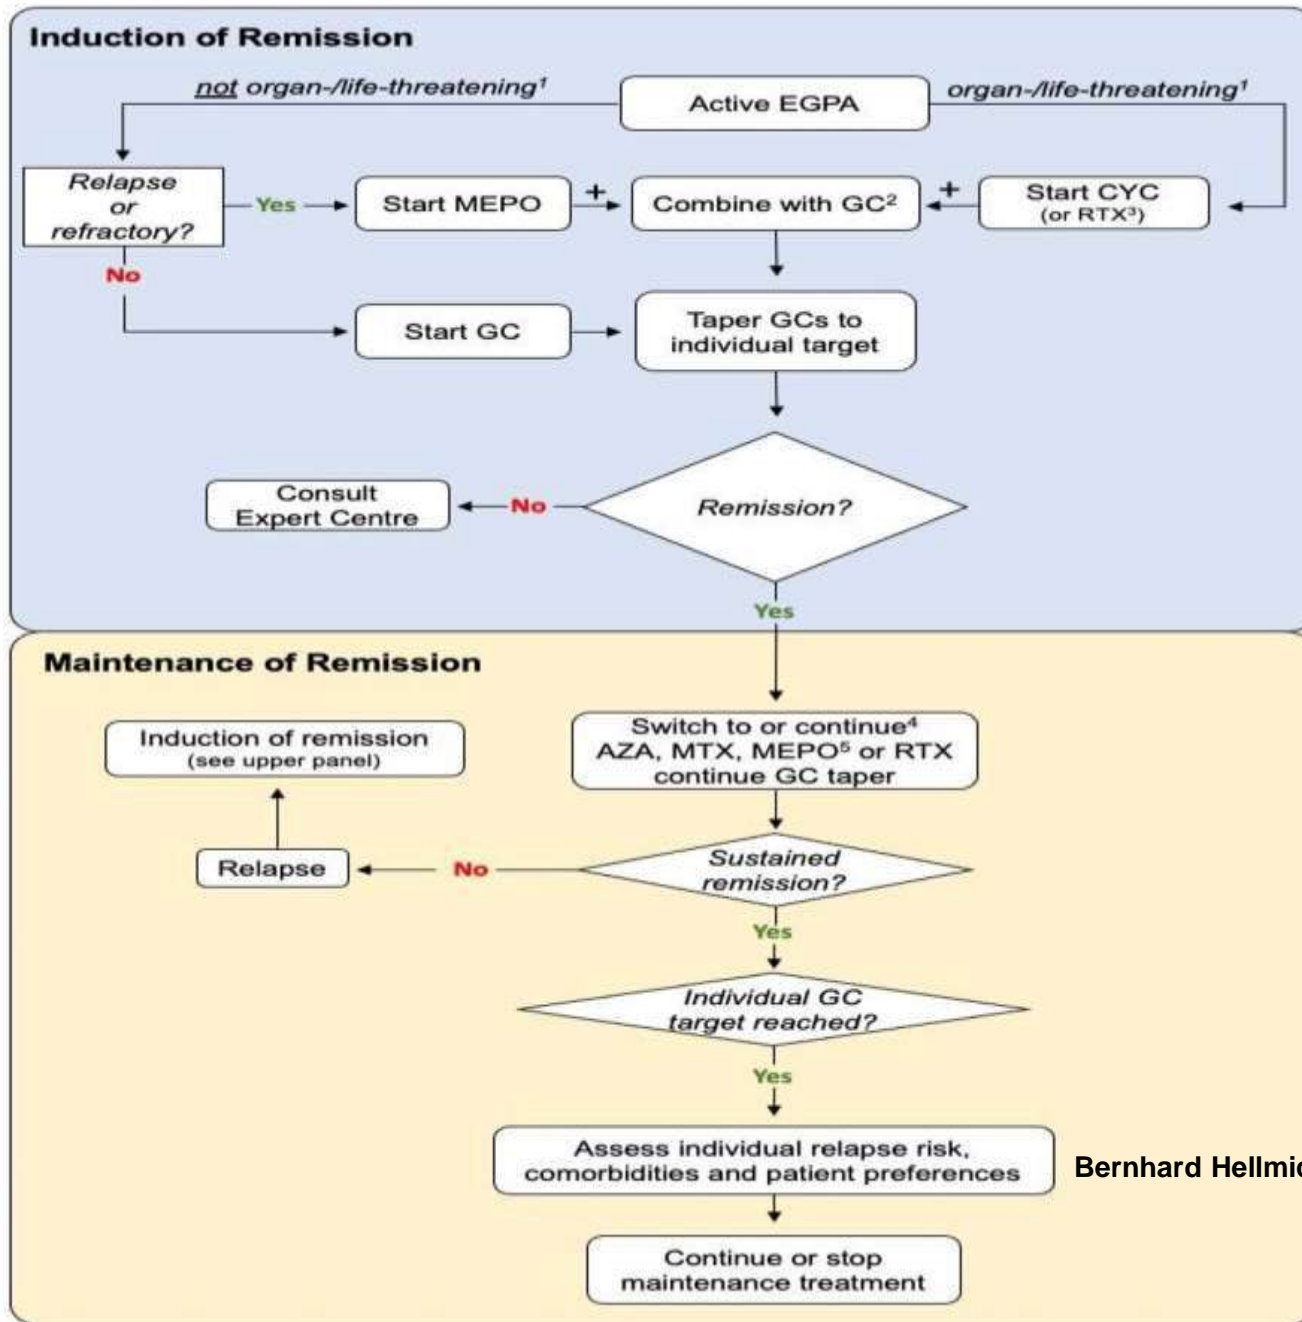 Induction of Remission
not organ-/life-threatening¹
Active EGPA
organ-/life-threatening¹
Relapse
or
refractory?
Yes
Start MEPO
+
Combine with GC²
+
Start CYC
(or RTX³)
No
Start GC
Taper GCs to
individual target
Remission?
No
Consult
Expert Centre
Yes
Maintenance of Remission
Switch to or continue⁴
AZA, MTX, MEPO⁵ or RTX
continue GC taper
Induction of remission
(see upper panel)
Sustained
remission?
No
Relapse
Yes
Individual GC
target reached?
Yes
Assess individual relapse risk,
comorbidities and patient preferences
Bernhard
Continue or stop
maintenance treatment